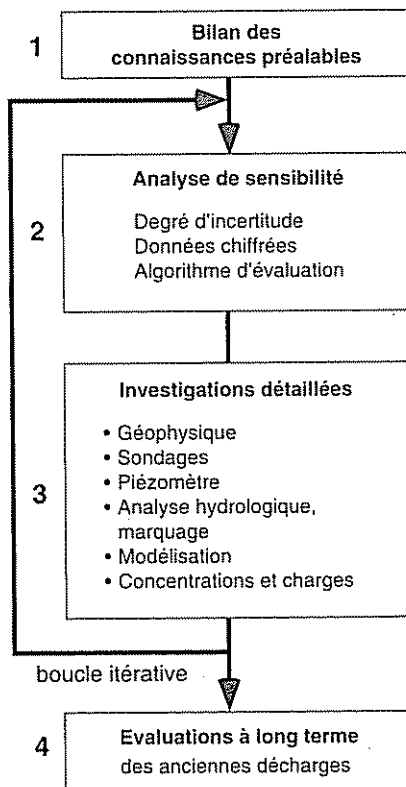 1
Bilan des
connaissances préalables
2
Analyse de sensibilité
Degré d'incertitude
Données chiffrées
Algorithme d'évaluation
3
Investigations détaillées
• Géophysique
• Sondages
• Piézomètre
• Analyse hydrologique,
marquage
• Modélisation
• Concentrations et charges
boucle itérative
4
Evaluations à long terme
des anciennes décharges